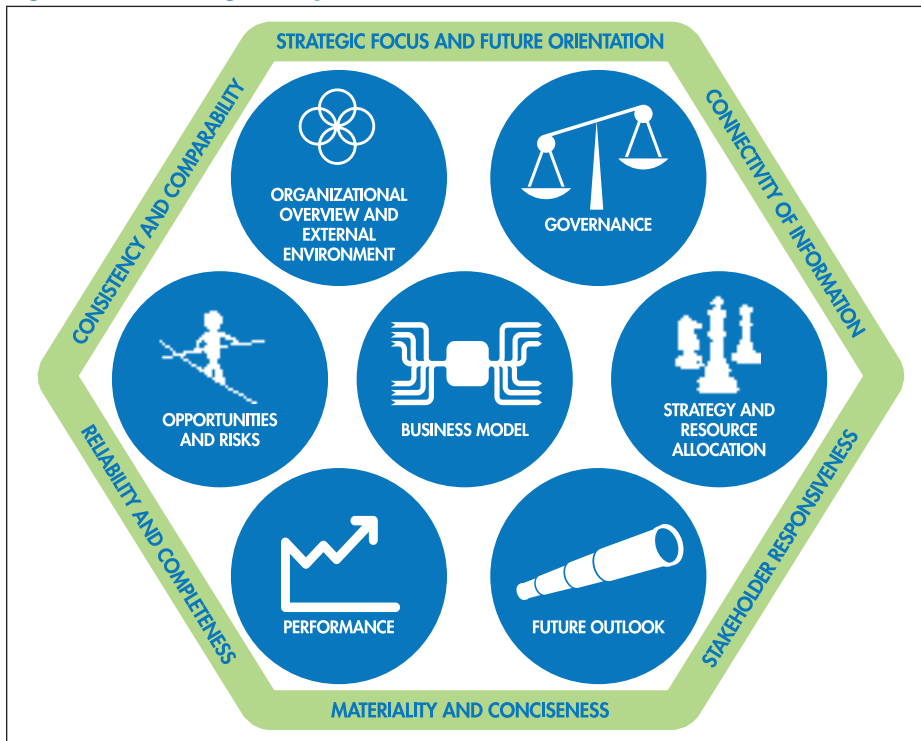 STRATEGIC FOCUS AND FUTURE ORIENTATION
CONSISTENCY AND COMPARABILITY
CONNECTIVITY OF INFORMATION
ORGANIZATIONAL
OVERVIEW AND
EXTERNAL
ENVIRONMENT
GOVERNANCE
OPPORTUNITIES
AND RISKS
BUSINESS MODEL
STRATEGY AND
RESOURCE
ALLOCATION
PERFORMANCE
FUTURE OUTLOOK
RELIABILITY AND COMPLETENESS
STAKEHOLDER RESPONSIVENESS
MATERIALITY AND CONCISENESS